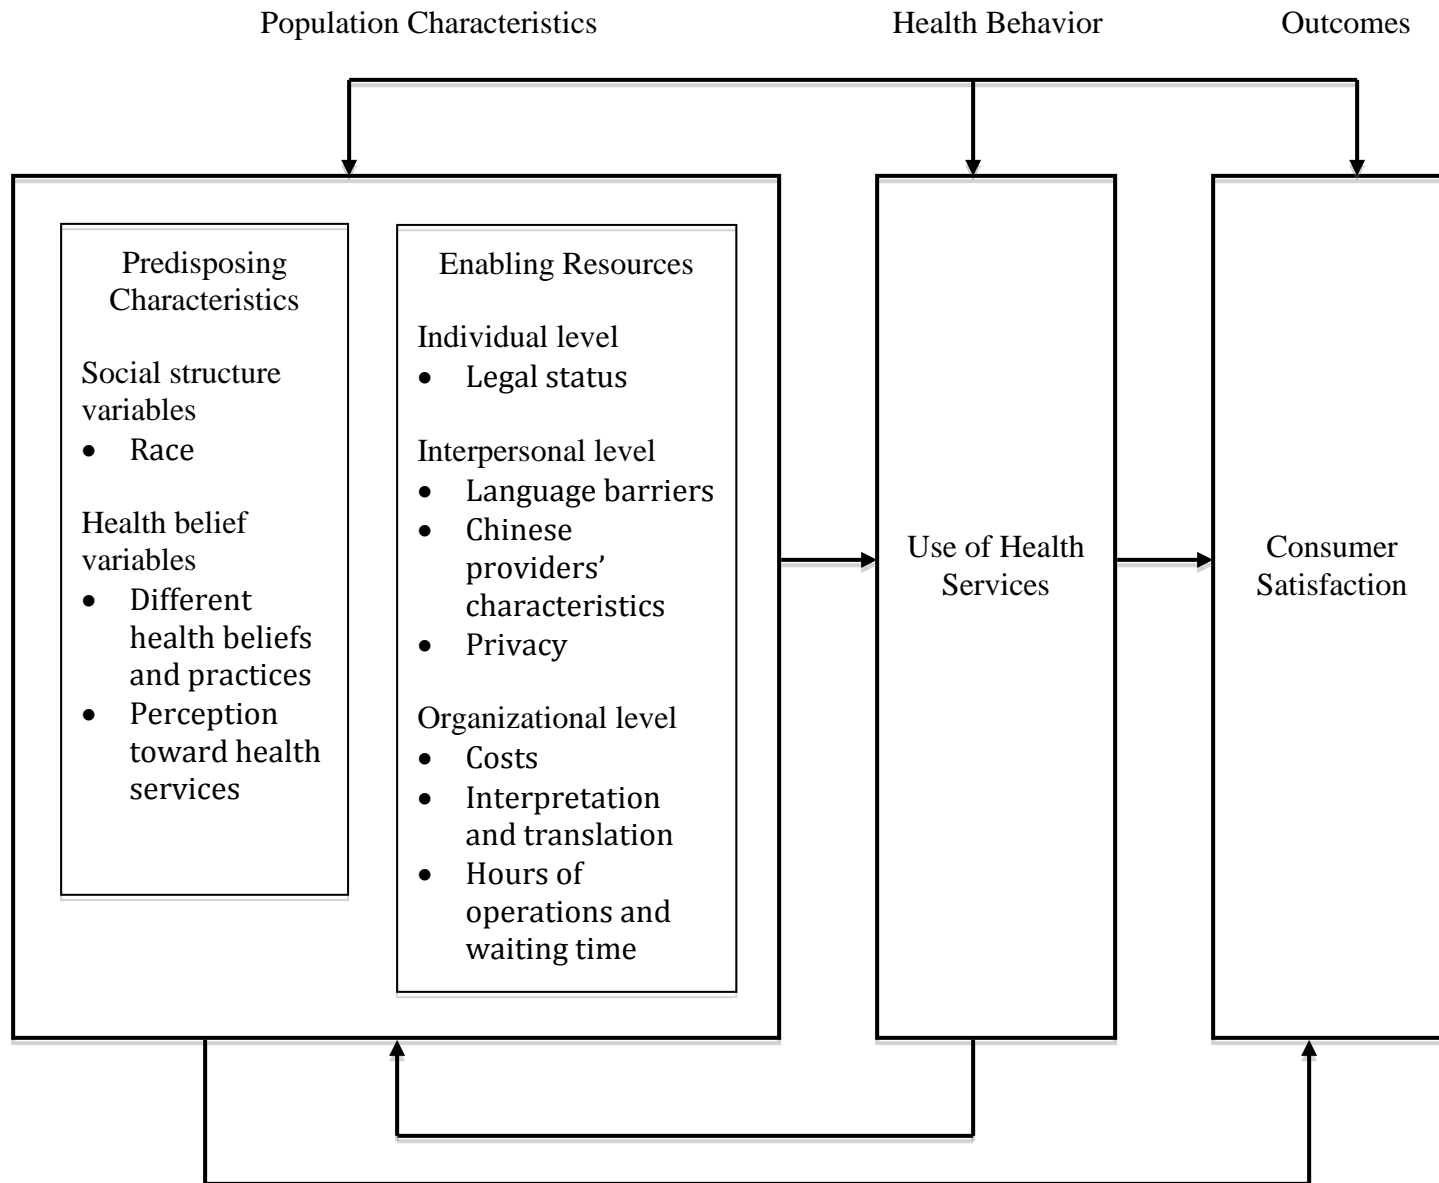 Population Characteristics
Health Behavior
Outcomes
Predisposing
Characteristics
Social structure
variables
• Race
Health belief
variables
• Different
health beliefs
and practices
• Perception
toward health
services
Enabling Resources
Individual level
• Legal status
Interpersonal level
• Language barriers
• Chinese
providers’
characteristics
• Privacy
Organizational level
• Costs
• Interpretation
and translation
• Hours of
operations and
waiting time
Use of Health
Services
Consumer
Satisfaction